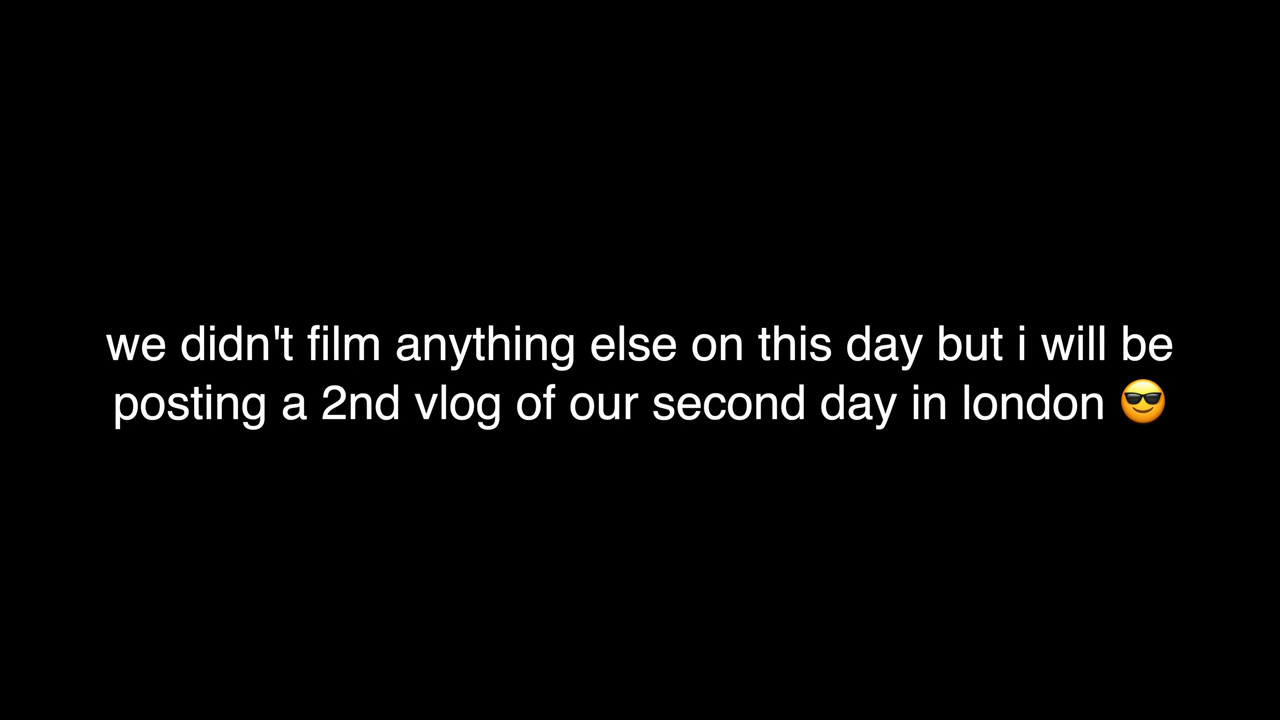 we didn't film anything else on this day but i will be
posting a 2nd vlog of our second day in london 😎